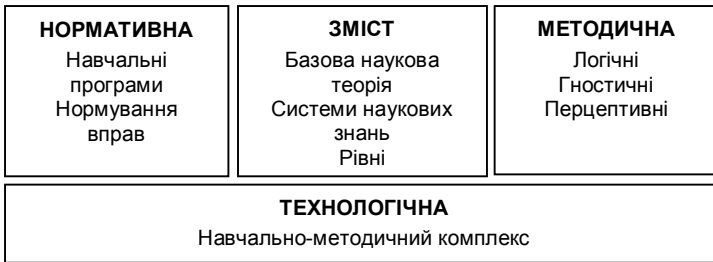 НОРМАТИВНА
Навчальні
програми
Нормування
вправ
ЗМІСТ
Базова наукова
теорія
Системи наукових
знань
Рівні
МЕТОДИЧНА
Логічні
Гностичні
Перцептивні
ТЕХНОЛОГІЧНА
Навчально-методичний комплекс